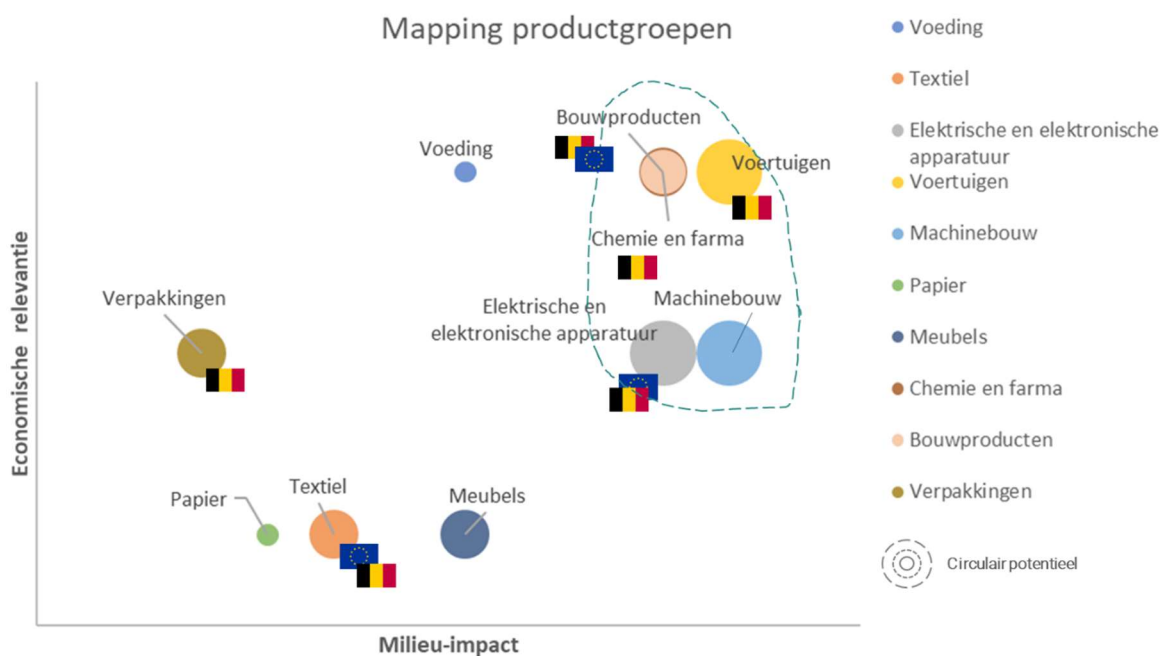 Mapping productgroepen
Voeding
Textiel
Elektrische en elektronische
apparatuur
Voertuigen
Machinebouw
Papier
Meubels
Chemie en farma
Bouwproducten
Verpakkingen
Circulair potentieel
Economische relevantie
Bouwproducten
Voeding
Voertuigen
Chemie en farma
Verpakkingen
Elektrische en
elektronische apparatuur
Machinebouw
Papier
Textiel
Meubels
Milieu-impact